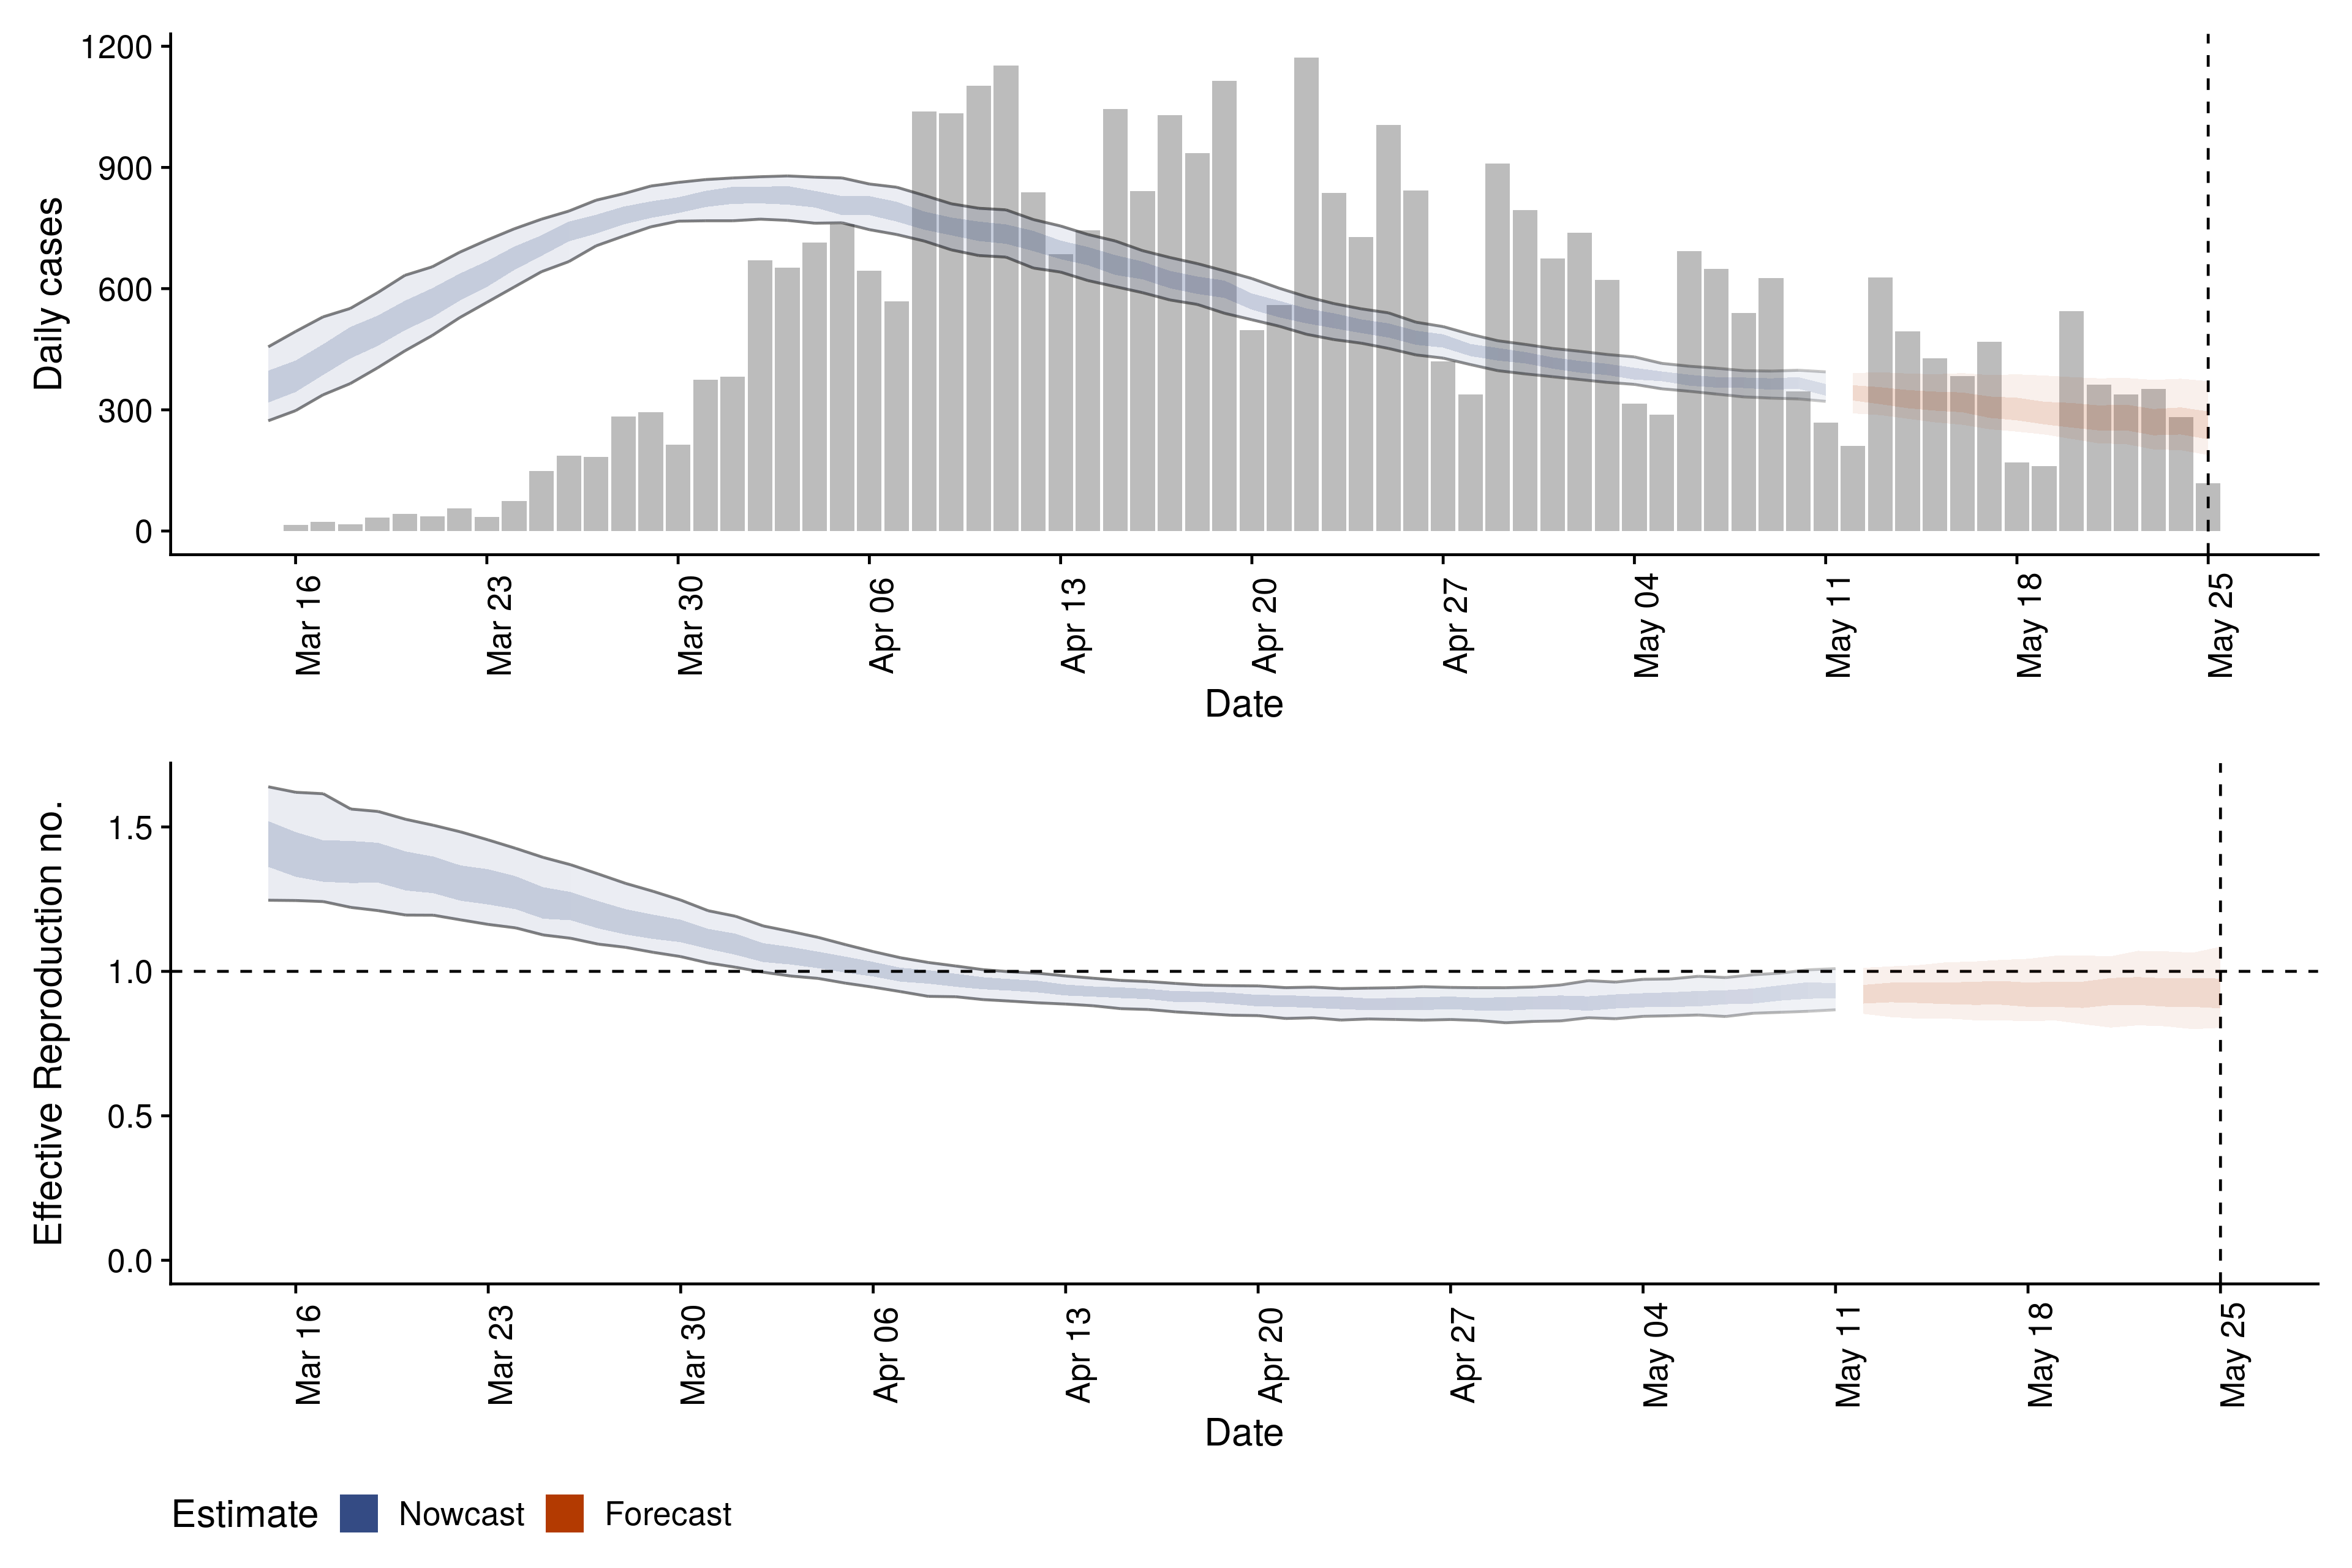 1200
900
600
300
0
Daily cases
Mar 16
Mar 23
Mar 30
Apr 06
Apr 13
Apr 20
Apr 27
May 04
May 11
May 18
May 25
Date
1.5
1.0
0.5
0.0
Effective Reproduction no.
Mar 16
Mar 23
Mar 30
Apr 06
Apr 13
Apr 20
Apr 27
May 04
May 11
May 18
May 25
Date
Estimate Nowcast Forecast